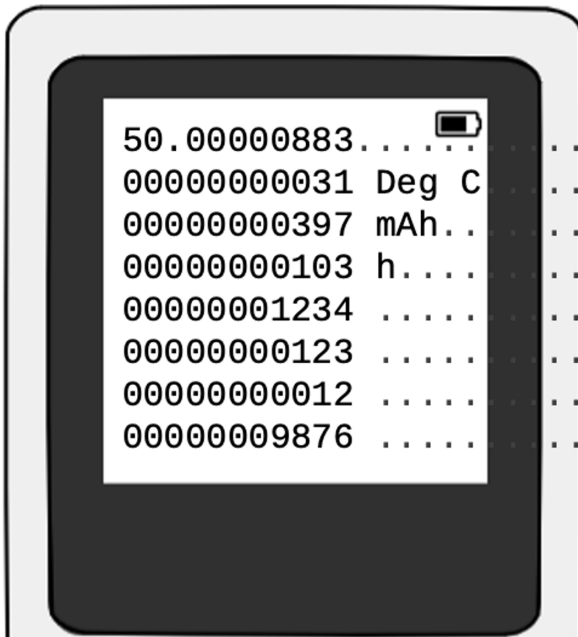 50.00000883...........
00000000031 Deg C.....
00000000397 mAh.......
00000000103 h.........
00000001234 ..........
00000000123 ..........
00000000012 ..........
00000009876 ..........